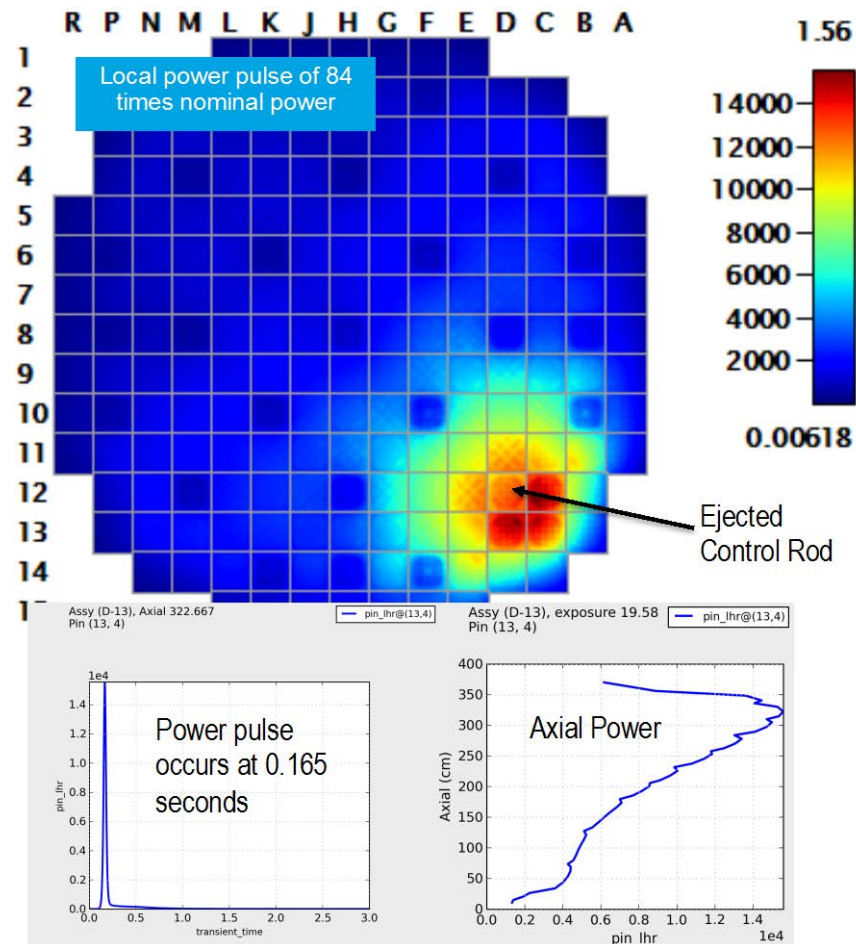 R P N M L K J H G F E D C B A
1.56
1
2
3
4
5
6
7
8
9
10
11
12
13
14
Local power pulse of 84
times nominal power
14000
12000
10000
8000
6000
4000
2000
0.00618
Ejected
Control Rod
Assy (D-13), Axial 322.667
Pin (13, 4)
pin_lhr@(13,4)
1e4
1.4
1.2
1.0
0.8
0.6
0.4
0.2
0.0
pin_lhr
Power pulse
occurs at 0.165
seconds
0.0 0.5 1.0 1.5 2.0 2.5 3.0
transient_time
Assy (D-13), exposure 19.58
Pin (13, 4)
pin_lhr@(13,4)
400
350
300
250
200
150
100
50
0
Axial (cm)
Axial Power
0.0 0.2 0.4 0.6 0.8 1.0 1.2 1.4
pin_lhr
1e4